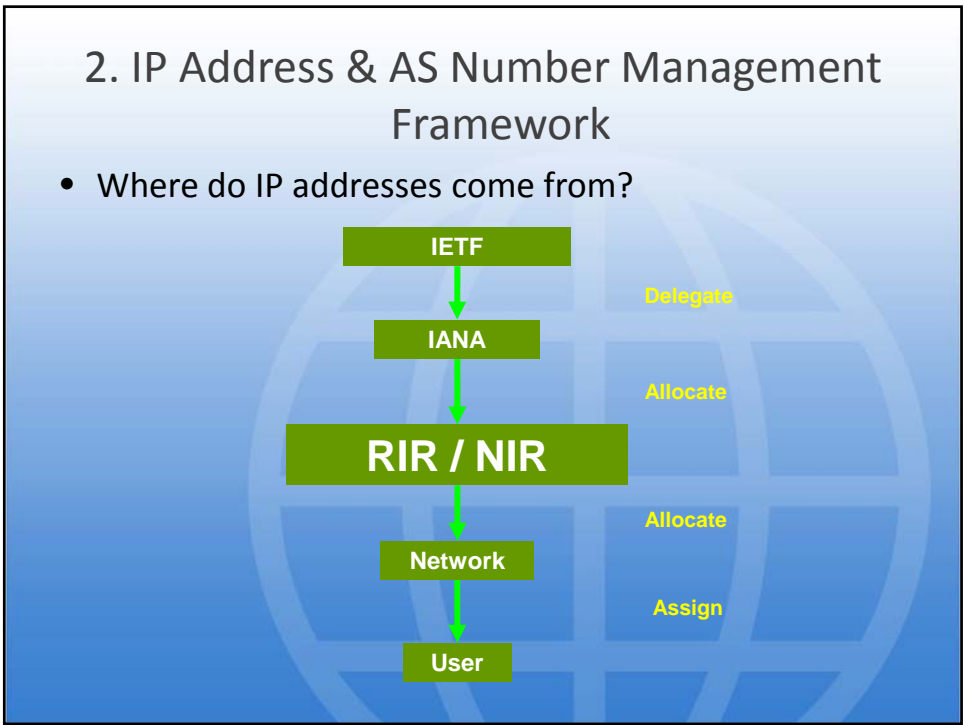 2. IP Address & AS Number Management
Framework
• Where do IP addresses come from?
IETF
Delegate
IANA
Allocate
RIR / NIR
Allocate
Network
Assign
User